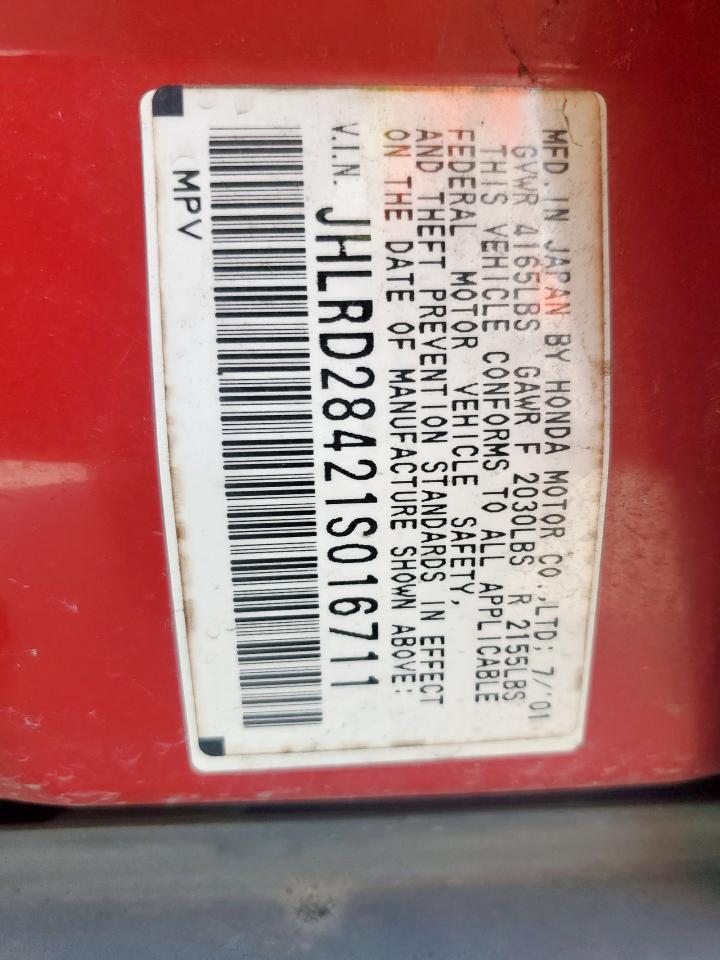 MFD. IN JAPAN BY HONDA MOTOR CO.,LTD; 7/'01
GVWR 4165LBS GAWR F 2030LBS R 2155LBS
THIS VEHICLE CONFORMS TO ALL APPLICABLE
FEDERAL MOTOR VEHICLE SAFETY,
AND THEFT PREVENTION STANDARDS IN EFFECT
ON THE DATE OF MANUFACTURE SHOWN ABOVE:
V.I.N. JHLRD28421S016711
MPV